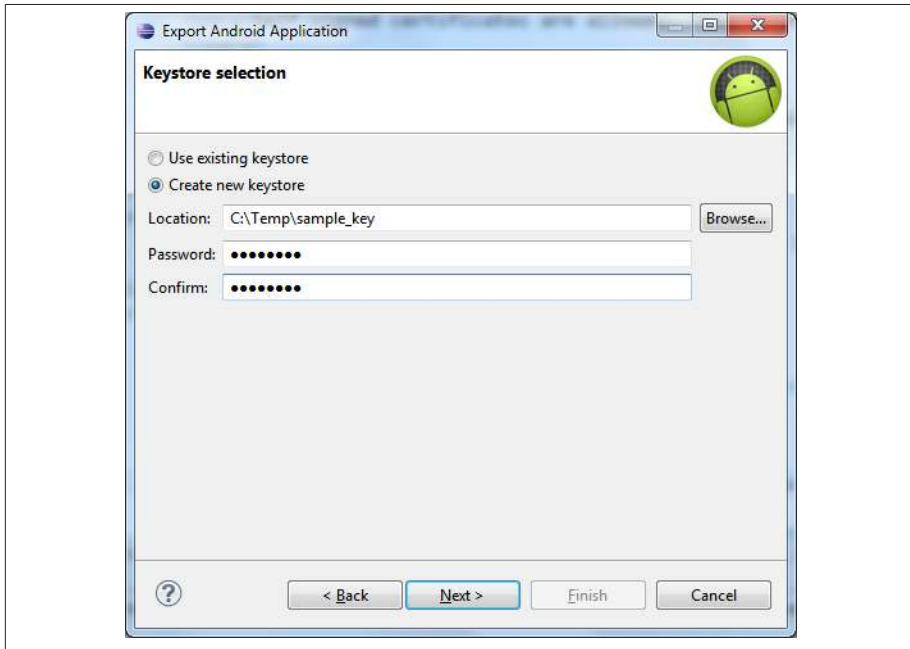 Export Android Application
Keystore selection
Use existing keystore
Create new keystore
Location: C:\Temp\sample_key Browse...
Password: ●●●●●●●●
Confirm: ●●●●●●●●
? < Back Next > Finish Cancel